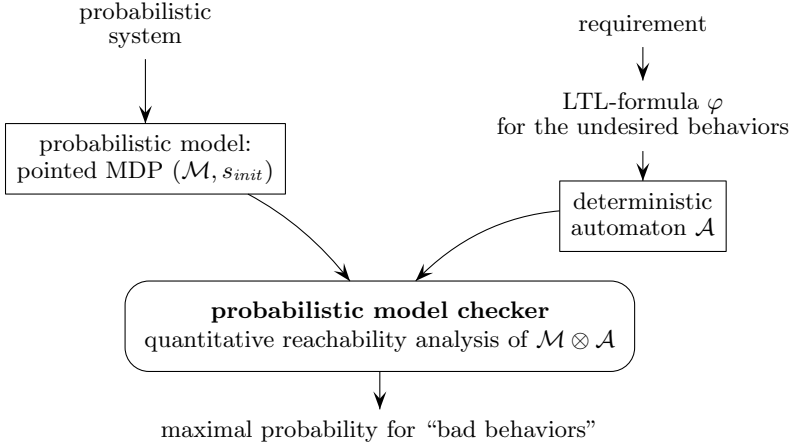 probabilistic
system
requirement
LTL-formula φ
for the undesired behaviors
probabilistic model:
pointed MDP (ℳ, s_init)
deterministic
automaton 𝒜
probabilistic model checker
quantitative reachability analysis of ℳ ⊗ 𝒜
maximal probability for “bad behaviors”